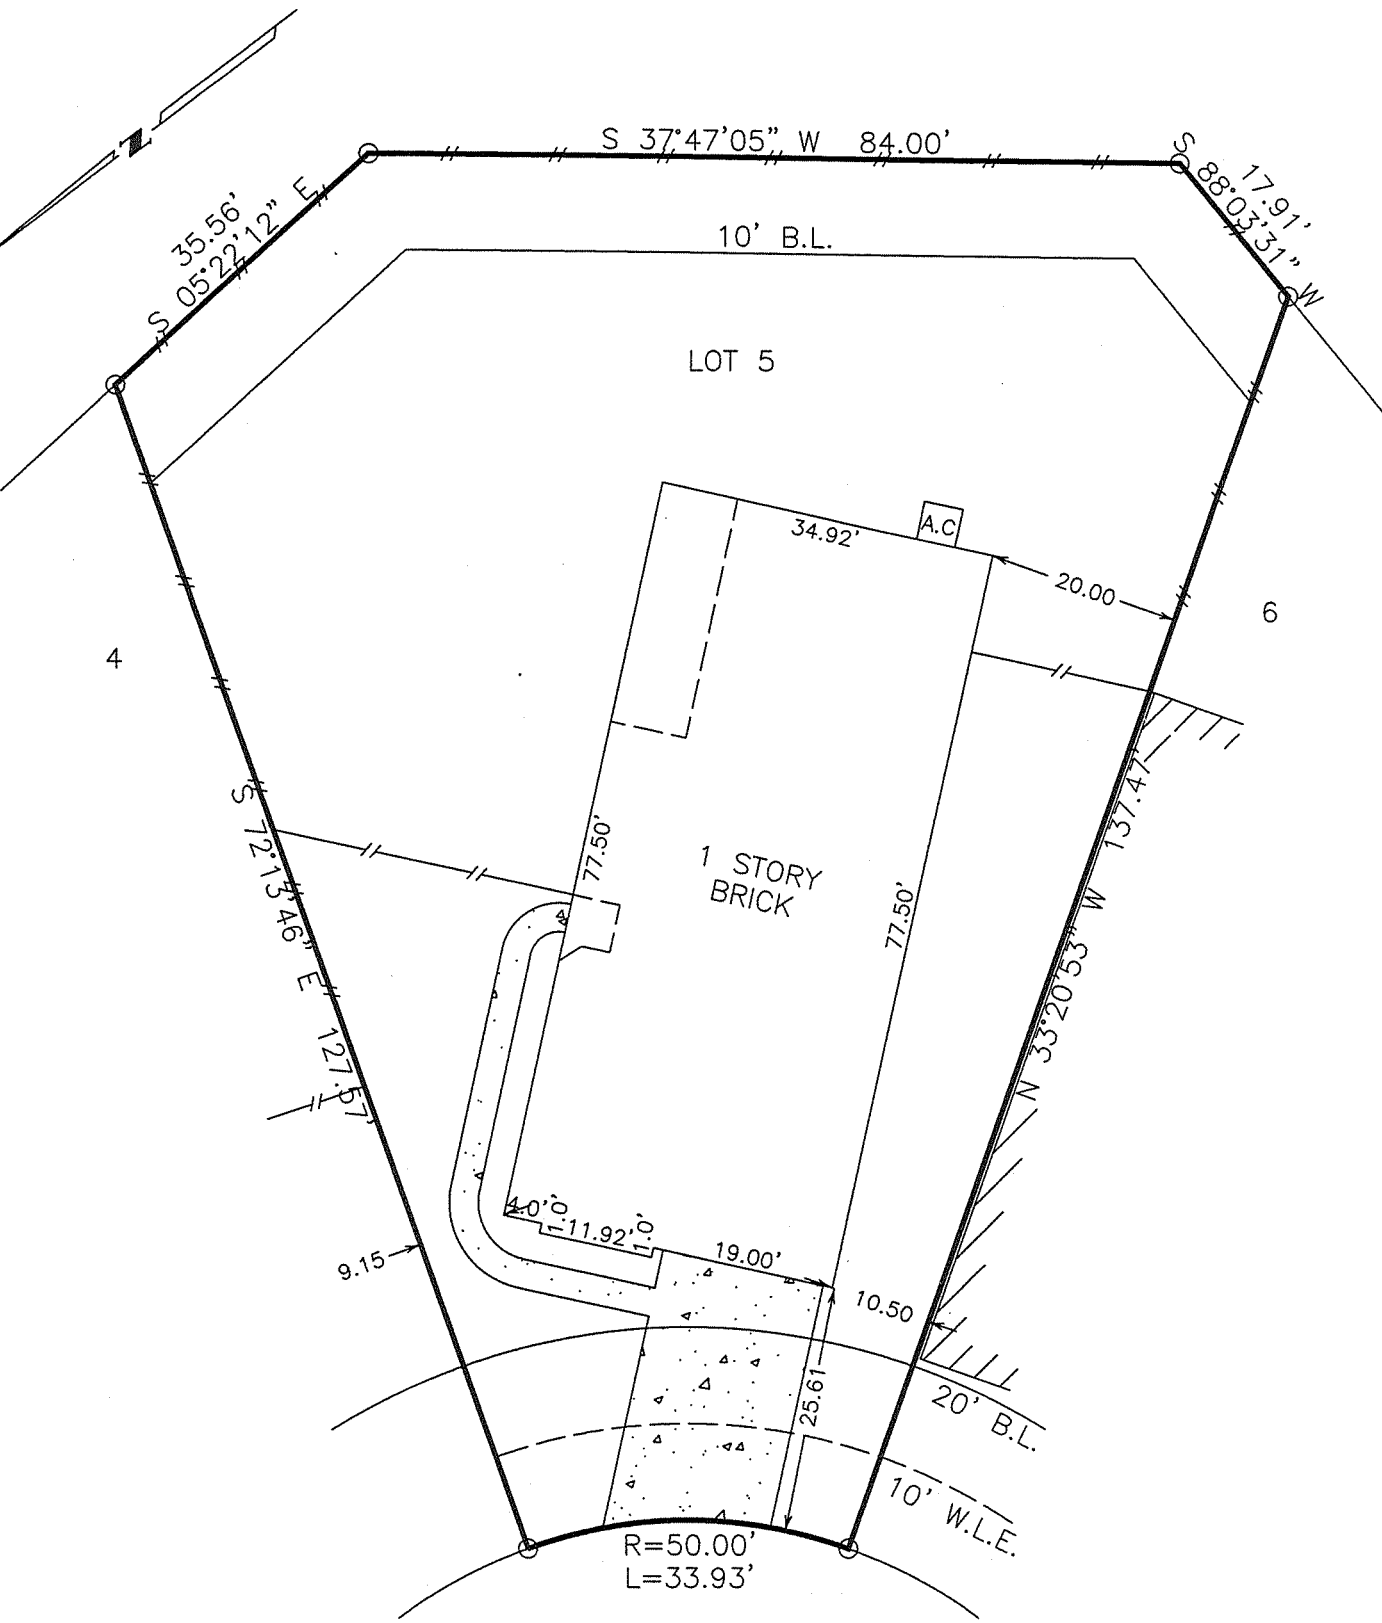 N
S 37°47'05" W 84.00'
35.56'
S 05°22'12" E
17.91'
S 88°03'31" W
10' B.L.
LOT 5
34.92'
A.C
20.00
6
4
77.50'
1 STORY
BRICK
77.50'
S 72°13'46" E 127.57'
N 33°20'53" W 137.47'
4.0'
1.0'
11.92'
1.0'
19.00'
9.15
10.50
25.61
20' B.L.
10' W.L.E.
R=50.00'
L=33.93'